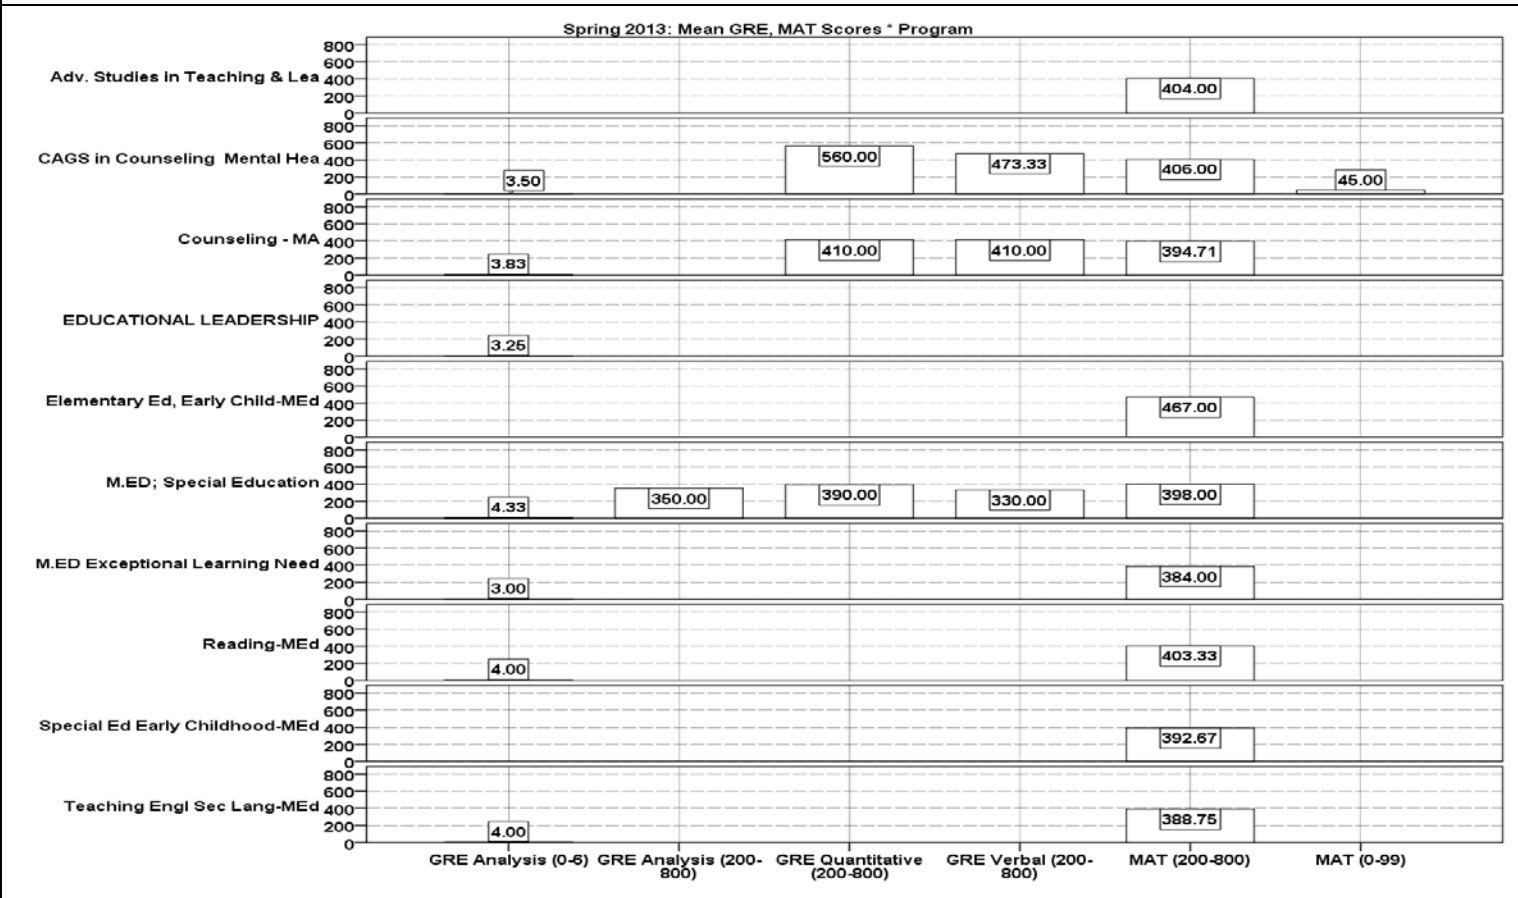 Spring 2013: Mean GRE, MAT Scores * Program
800
600
Adv. Studies in Teaching & Lea 400
200
0
404.00
800
600
CAGS in Counseling Mental Hea 400
200
0
3.50 560.00 473.33 406.00 45.00
800
600
Counseling - MA 400
200
0
3.83 410.00 410.00 394.71
800
600
EDUCATIONAL LEADERSHIP 400
200
0
3.25
800
600
Elementary Ed, Early Child-MEd 400
200
0
467.00
800
600
M.ED; Special Education 400
200
0
4.33 350.00 390.00 330.00 398.00
800
600
M.ED Exceptional Learning Need 400
200
0
3.00 384.00
800
600
Reading-MEd 400
200
0
4.00 403.33
800
600
Special Ed Early Childhood-MEd 400
200
0
392.67
800
600
Teaching Engl Sec Lang-MEd 400
200
0
4.00 388.75
GRE Analysis (0-6) GRE Analysis (200- GRE Quantitative GRE Verbal (200- MAT (200-800) MAT (0-99)
800) (200-800) 800)